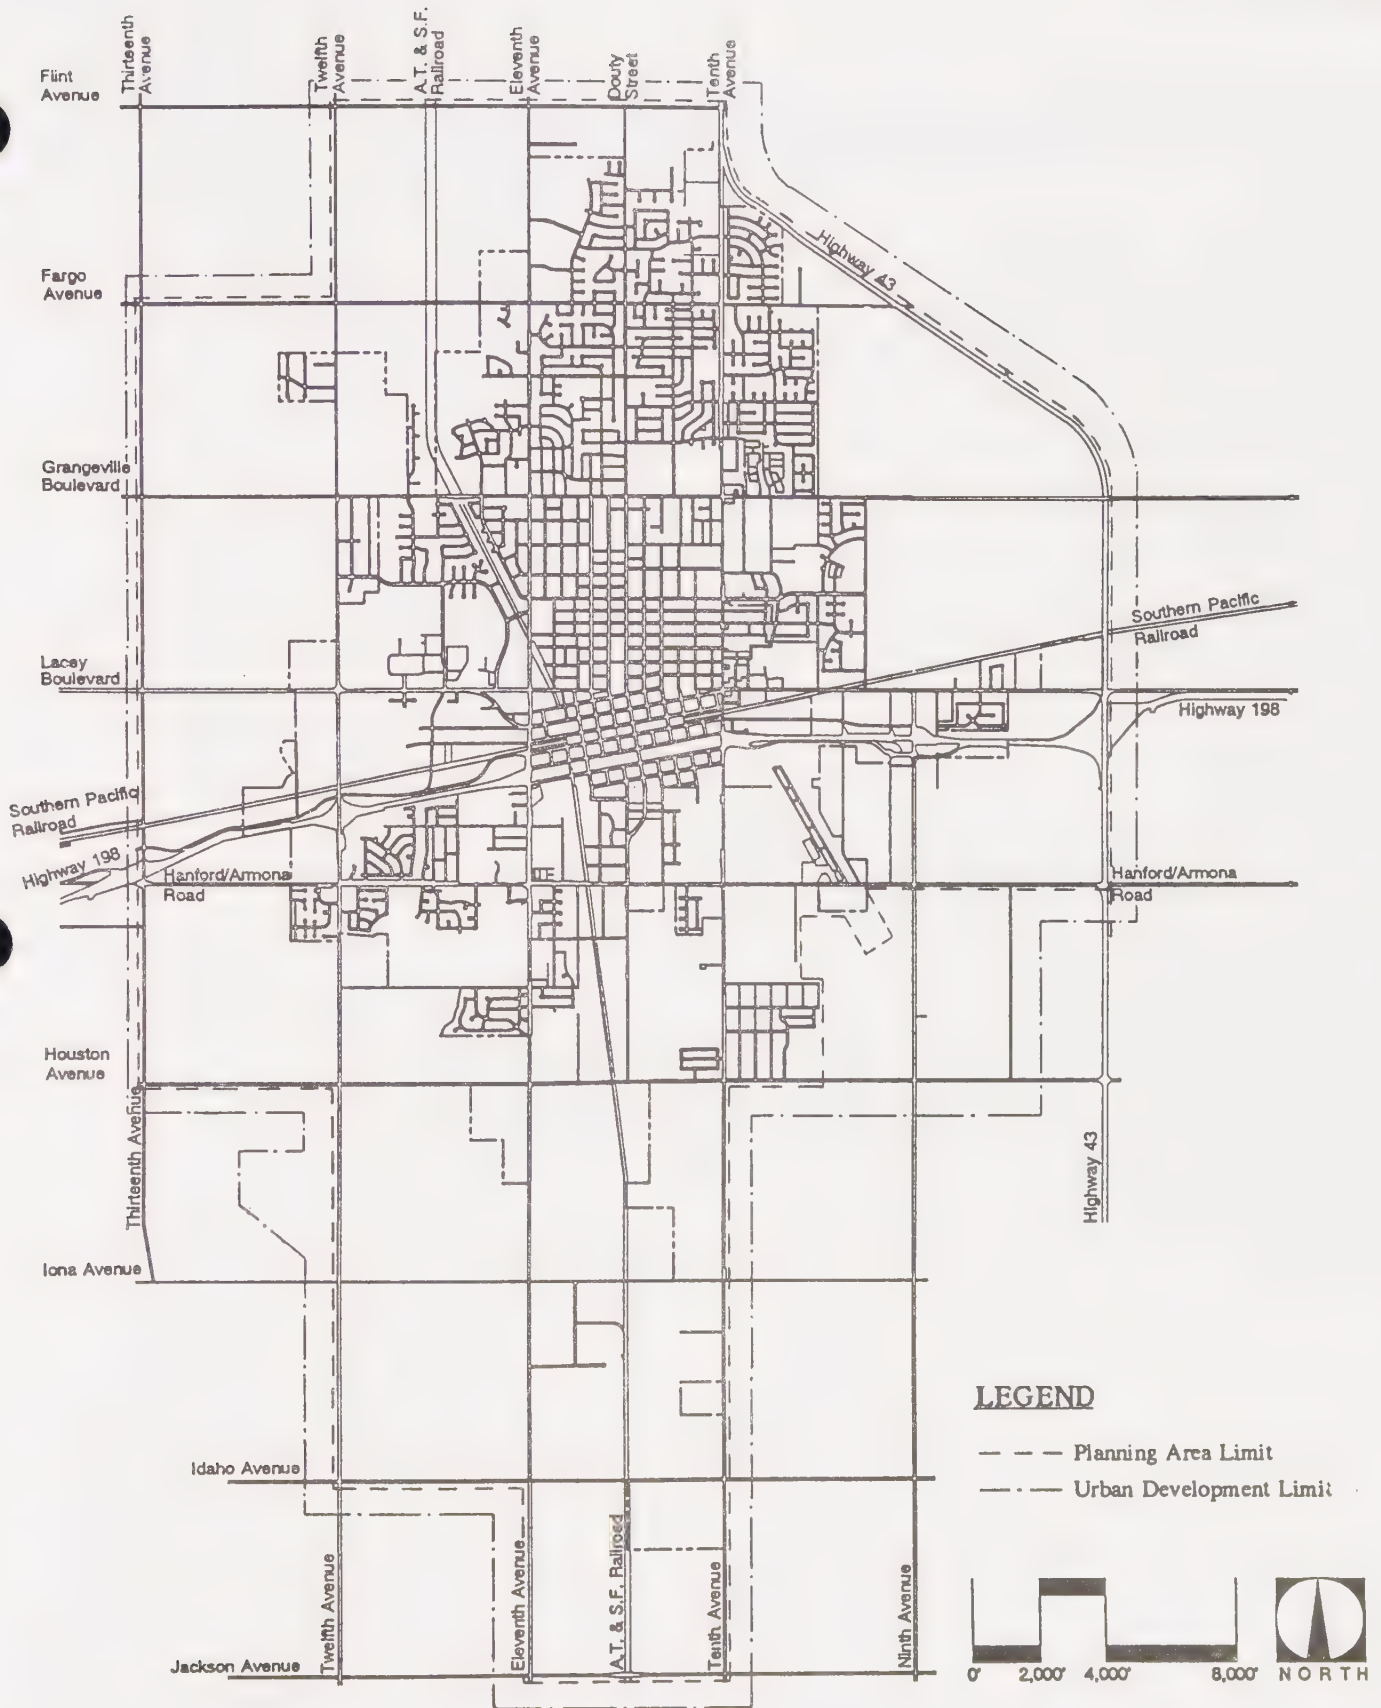 Thirteenth
Avenue
Twelfth
Avenue
A.T. & S.F.
Railroad
Eleventh
Avenue
Douty
Street
Tenth
Avenue
Flint
Avenue
Highway 43
Fargo
Avenue
Grangeville
Boulevard
Southern Pacific
Railroad
Lacey
Boulevard
Highway 198
Southern Pacific
Railroad
Highway 198
Hanford/Armona
Road
Hanford/Armona
Road
Houston
Avenue
Thirteenth Avenue
Highway 43
Iona Avenue
LEGEND
Planning Area Limit
Urban Development Limit
Idaho Avenue
Twelfth Avenue
Eleventh Avenue
A.T. & S.F. Railroad
Tenth Avenue
Ninth Avenue
Jackson Avenue
0' 2,000' 4,000' 8,000'
NORTH